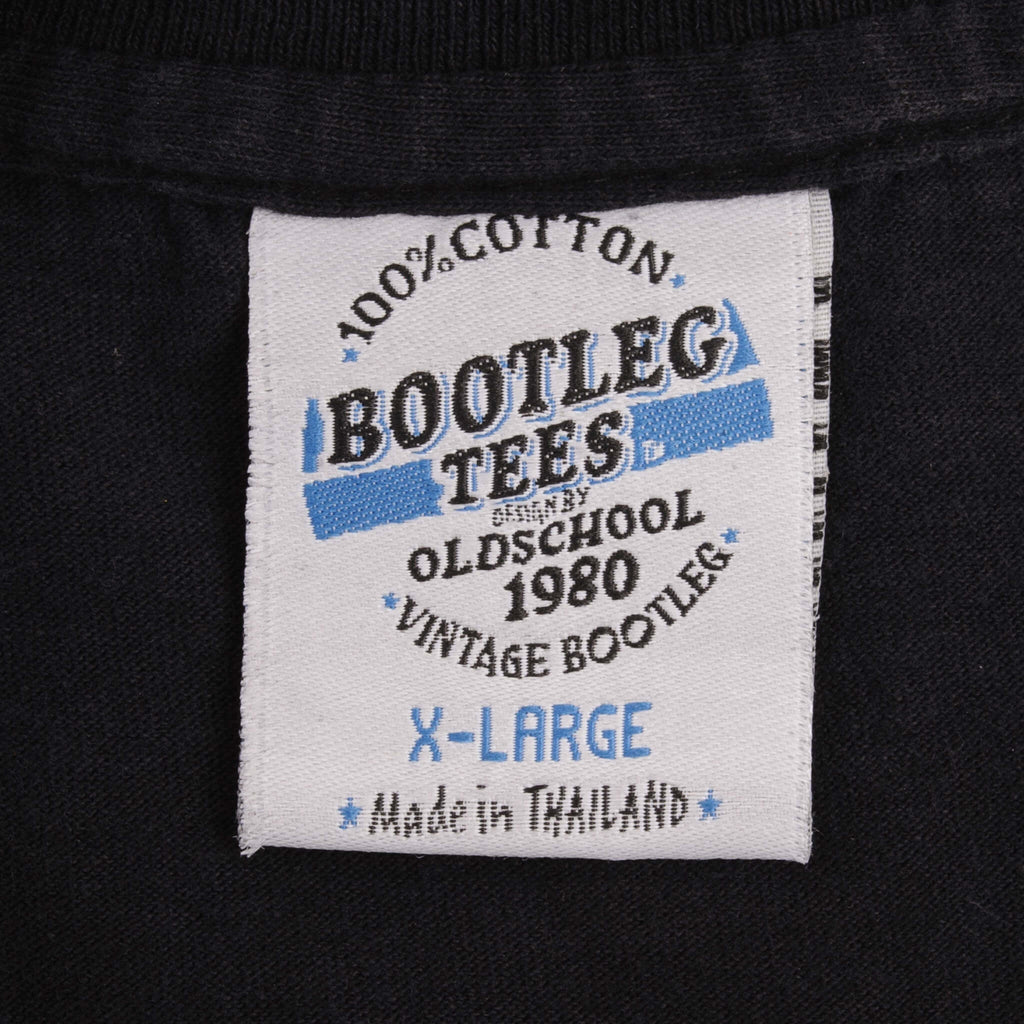 100% COTTON
BOOTLEG
TEES
DESIGN BY
OLDSCHOOL
1980
VINTAGE BOOTLEG
X-LARGE
Made in THAILAND